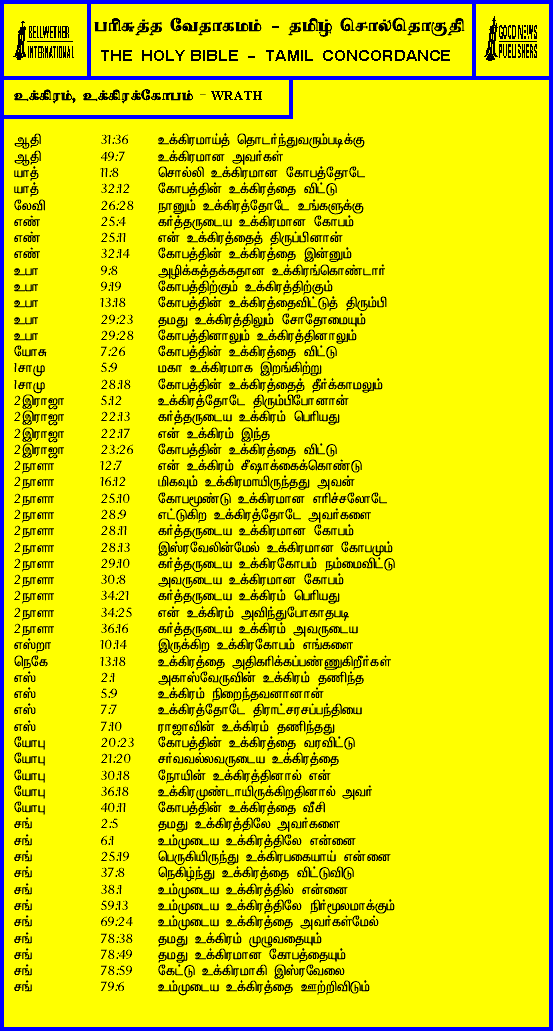 BELLWETHER
INTERNATIONAL
பரிசுத்த வேதாகமம் - தமிழ் சொல்தொகுதி
THE HOLY BIBLE - TAMIL CONCORDANCE
GOOD NEWS
PUBLISHERS
உக்கிரம், உக்கிரக்கோபம் - WRATH
ஆதி 31:36 உக்கிரமாய்த் தொடர்ந்துவரும்படிக்கு
ஆதி 49:7 உக்கிரமான அவர்கள்
யாத் 11:8 சொல்லி உக்கிரமான கோபத்தோடே
யாத் 32:12 கோபத்தின் உக்கிரத்தை விட்டு
லேவி 26:28 நானும் உக்கிரத்தோடே உங்களுக்கு
எண் 25:4 கர்த்தருடைய உக்கிரமான கோபம்
எண் 25:11 என் உக்கிரத்தைத் திருப்பினான்
எண் 32:14 கோபத்தின் உக்கிரத்தை இன்னும்
உபா 9:8 அழிக்கத்தக்கதான உக்கிரங்கொண்டார்
உபா 9:19 கோபத்திற்கும் உக்கிரத்திற்கும்
உபா 13:18 கோபத்தின் உக்கிரத்தைவிட்டுத் திரும்பி
உபா 29:23 தமது உக்கிரத்திலும் சோதோமையும்
உபா 29:28 கோபத்தினாலும் உக்கிரத்தினாலும்
யோசு 7:26 கோபத்தின் உக்கிரத்தை விட்டு
1சாமு 5:9 மகா உக்கிரமாக இறங்கிற்று
1சாமு 28:18 கோபத்தின் உக்கிரத்தைத் தீர்க்காமலும்
2இராஜா 5:12 உக்கிரத்தோடே திரும்பிபோனான்
2இராஜா 22:13 கர்த்தருடைய உக்கிரம் பெரியது
2இராஜா 22:17 என் உக்கிரம் இந்த
2இராஜா 23:26 கோபத்தின் உக்கிரத்தை விட்டு
2நாளா 12:7 என் உக்கிரம் சீஷாக்கைக்கொண்டு
2நாளா 16:12 மிகவும் உக்கிரமாயிருந்தது அவன்
2நாளா 25:10 கோபமூண்டு உக்கிரமான எரிச்சலோடே
2நாளா 28:9 எட்டுகிற உக்கிரத்தோடே அவர்களை
2நாளா 28:11 கர்த்தருடைய உக்கிரமான கோபம்
2நாளா 28:13 இஸ்ரவேலின்மேல் உக்கிரமான கோபமும்
2நாளா 29:10 கர்த்தருடைய உக்கிரகோபம் நம்மைவிட்டு
2நாளா 30:8 அவருடைய உக்கிரமான கோபம்
2நாளா 34:21 கர்த்தருடைய உக்கிரம் பெரியது
2நாளா 34:25 என் உக்கிரம் அவிந்துபோகாதபடி
2நாளா 36:16 கர்த்தருடைய உக்கிரம் அவருடைய
எஸ்றா 10:14 இருக்கிற உக்கிரகோபம் எங்களை
நெகே 13:18 உக்கிரத்தை அதிகரிக்கப்பண்ணுகிறீர்கள்
எஸ் 2:1 அகாஸ்வேருவின் உக்கிரம் தணிந்த
எஸ் 5:9 உக்கிரம் நிறைந்தவனானான்
எஸ் 7:7 உக்கிரத்தோடே திராட்சரசப்பந்தியை
எஸ் 7:10 ராஜாவின் உக்கிரம் தணிந்தது
யோபு 20:23 கோபத்தின் உக்கிரத்தை வரவிட்டு
யோபு 21:20 சர்வவல்லவருடைய உக்கிரத்தை
யோபு 30:18 நோயின் உக்கிரத்தினால் என்
யோபு 36:18 உக்கிரமுண்டாயிருக்கிறதினால் அவர்
யோபு 40:11 கோபத்தின் உக்கிரத்தை வீசி
சங் 2:5 தமது உக்கிரத்திலே அவர்களை
சங் 6:1 உம்முடைய உக்கிரத்திலே என்னை
சங் 25:19 பெருகியிருந்து உக்கிரபகையாய் என்னை
சங் 37:8 நெகிழ்ந்து உக்கிரத்தை விட்டுவிடு
சங் 38:1 உம்முடைய உக்கிரத்தில் என்னை
சங் 59:13 உம்முடைய உக்கிரத்திலே நிர்மூலமாக்கும்
சங் 69:24 உம்முடைய உக்கிரத்தை அவர்கள்மேல்
சங் 78:38 தமது உக்கிரம் முழுவதையும்
சங் 78:49 தமது உக்கிரமான கோபத்தையும்
சங் 78:59 கேட்டு உக்கிரமாகி இஸ்ரவேலை
சங் 79:6 உம்முடைய உக்கிரத்தை ஊற்றிவிடும்